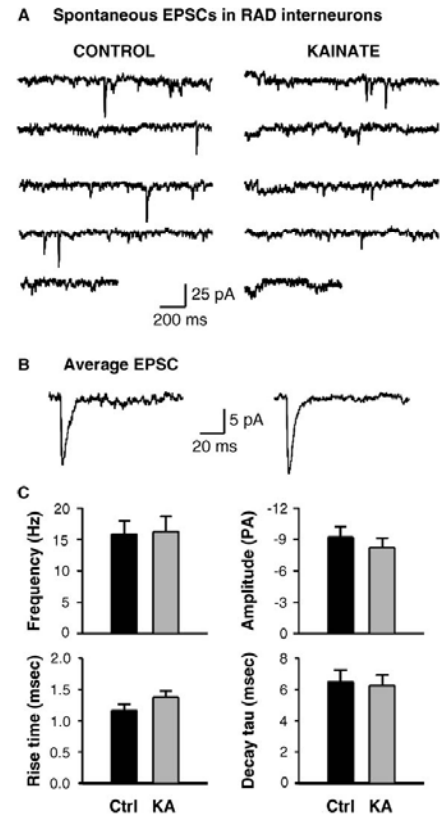 A Spontaneous EPSCs in RAD interneurons
CONTROL KAINATE
25 pA
200 ms
B Average EPSC
5 pA
20 ms
C
Frequency (Hz)
20
15
10
5
0
Amplitude (PA)
-12
-9
-6
-3
0
Rise time (msec)
2.0
1.5
1.0
0.5
0.0
Decay tau (msec)
8
6
4
2
0
Ctrl KA Ctrl KA